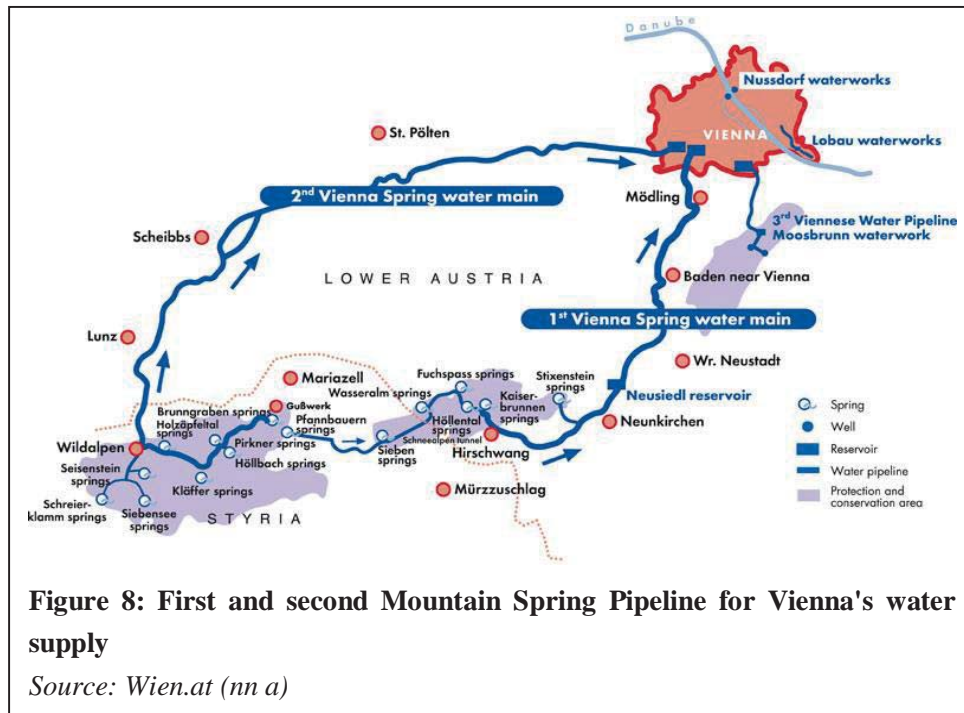 Danube
Nussdorf waterworks
VIENNA
Lobau waterworks
St. Pölten
2nd Vienna Spring water main
Mödling
3rd Viennese Water Pipeline
Moosbrunn waterwork
Scheibbs
LOWER AUSTRIA
Baden near Vienna
1st Vienna Spring water main
Lunz
Wr. Neustadt
Mariazell
Fuchspass springs
Wasseralm springs
Stixenstein
springs
Neusiedl reservoir
Kaiser-
brunnen
springs
Gußwerk
Brunngraben springs
Holzäpfeltal
springs
Pfannbauern
springs
Höllental
springs
Schneealpen tunnel
Neunkirchen
Wildalpen
Pirkner springs
Sieben
springs
Hirschwang
Höllbach springs
Seisenstein
springs
Kläffer springs
Mürzzuschlag
Schreier-
klamm springs
Siebensee
springs
STYRIA
Spring
Well
Reservoir
Water pipeline
Protection and
conservation area
Figure 8: First and second Mountain Spring Pipeline for Vienna's water
supply
Source: Wien.at (nn a)